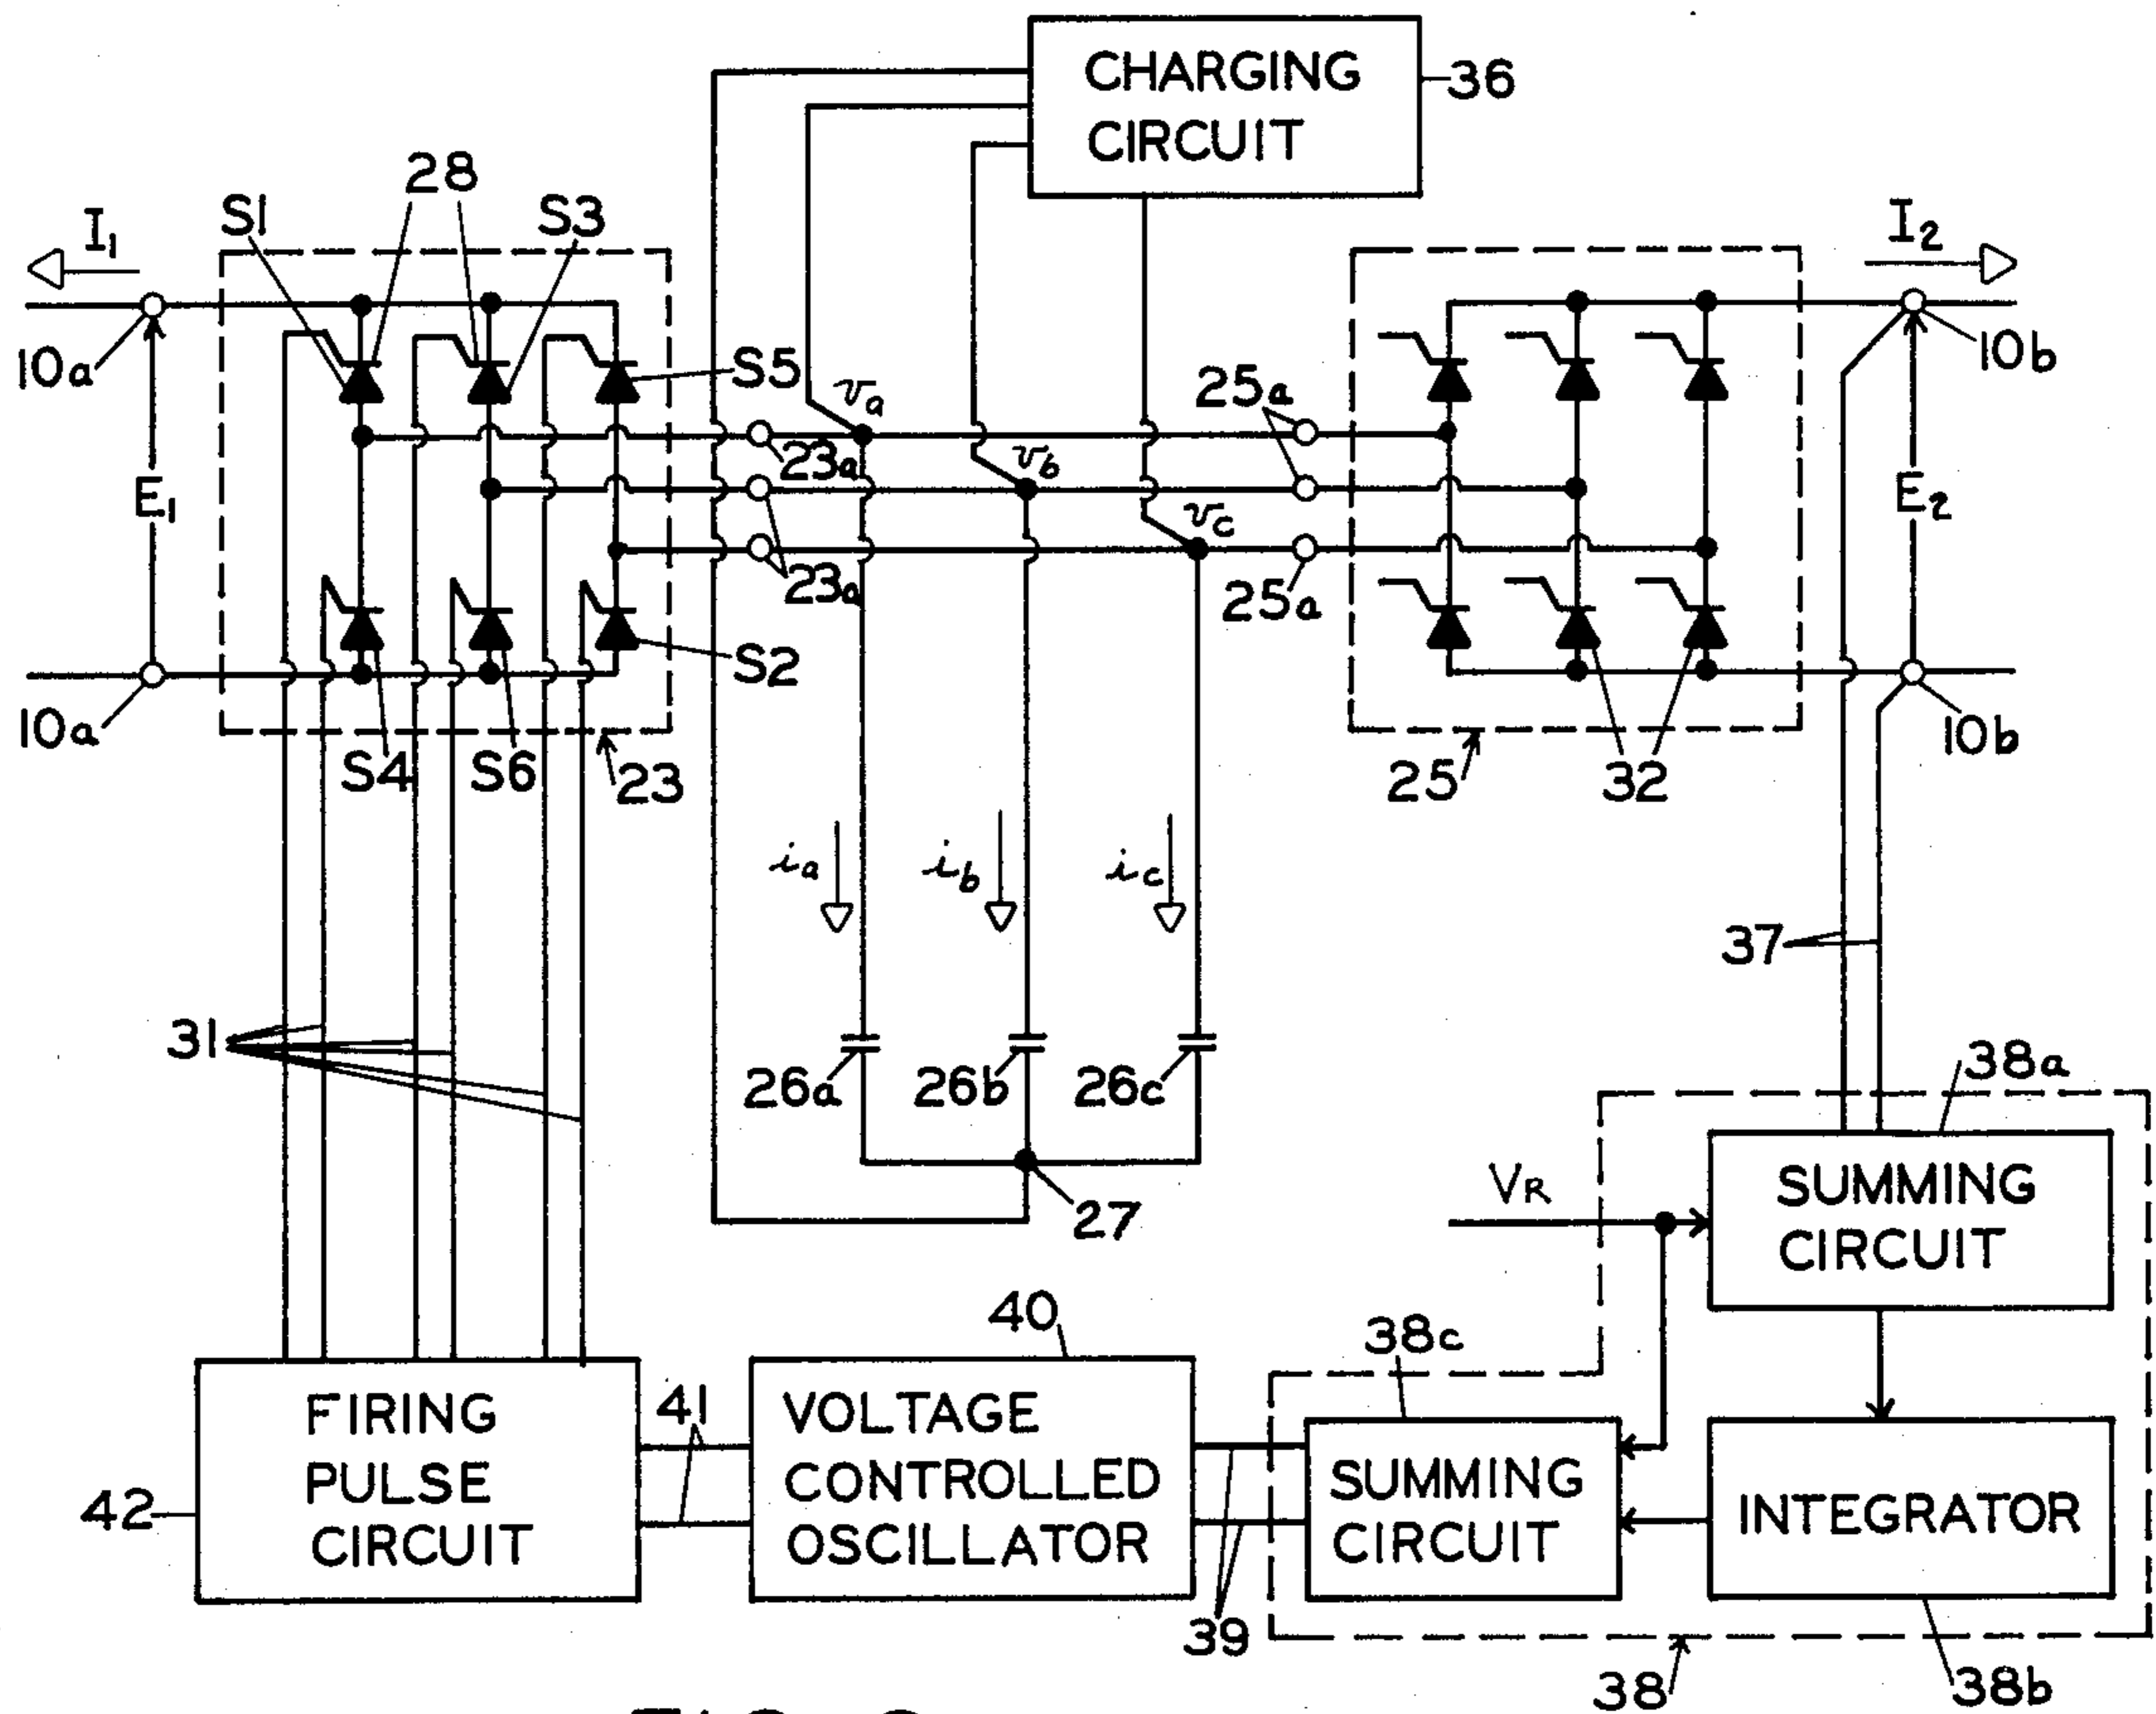 CHARGING
CIRCUIT
36
28
S1
S3
I1
I2
10a
10b
S5
va
25a
23a
vb
E1
E2
vc
23a
25a
S2
10a
10b
S4
S6
23
25
32
ia
ib
ic
37
31
26a
26b
26c
38a
VR
SUMMING
CIRCUIT
27
40
38c
41
FIRING
PULSE
CIRCUIT
VOLTAGE
CONTROLLED
OSCILLATOR
SUMMING
CIRCUIT
INTEGRATOR
42
39
38
38b